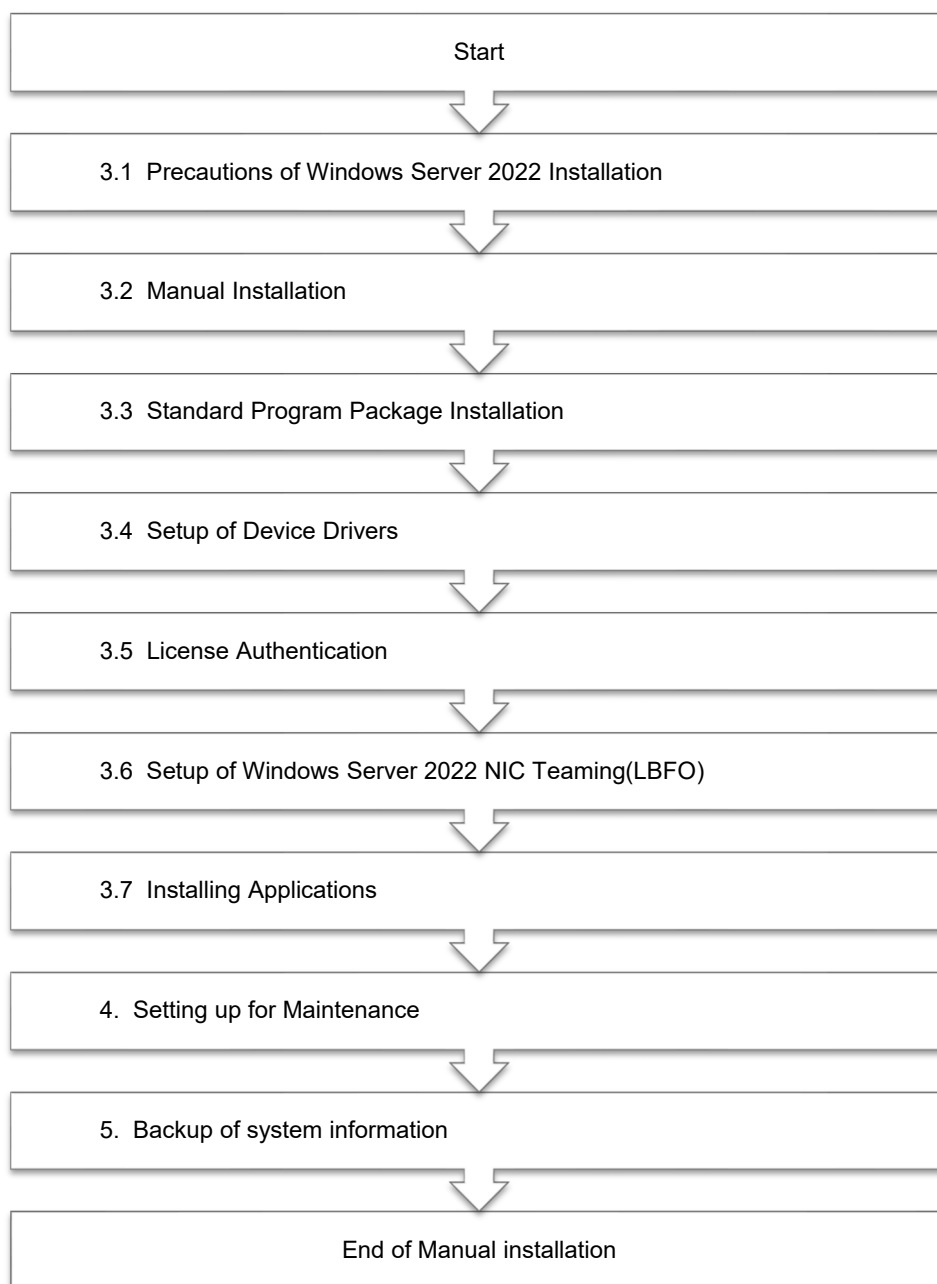 Start
3.1 Precautions of Windows Server 2022 Installation
3.2 Manual Installation
3.3 Standard Program Package Installation
3.4 Setup of Device Drivers
3.5 License Authentication
3.6 Setup of Windows Server 2022 NIC Teaming(LBFO)
3.7 Installing Applications
4. Setting up for Maintenance
5. Backup of system information
End of Manual installation